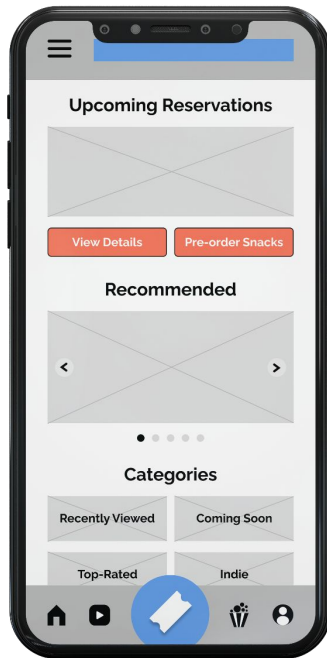 Upcoming Reservations
View Details
Pre-order Snacks
Recommended
Categories
Recently Viewed
Coming Soon
Top-Rated
Indie